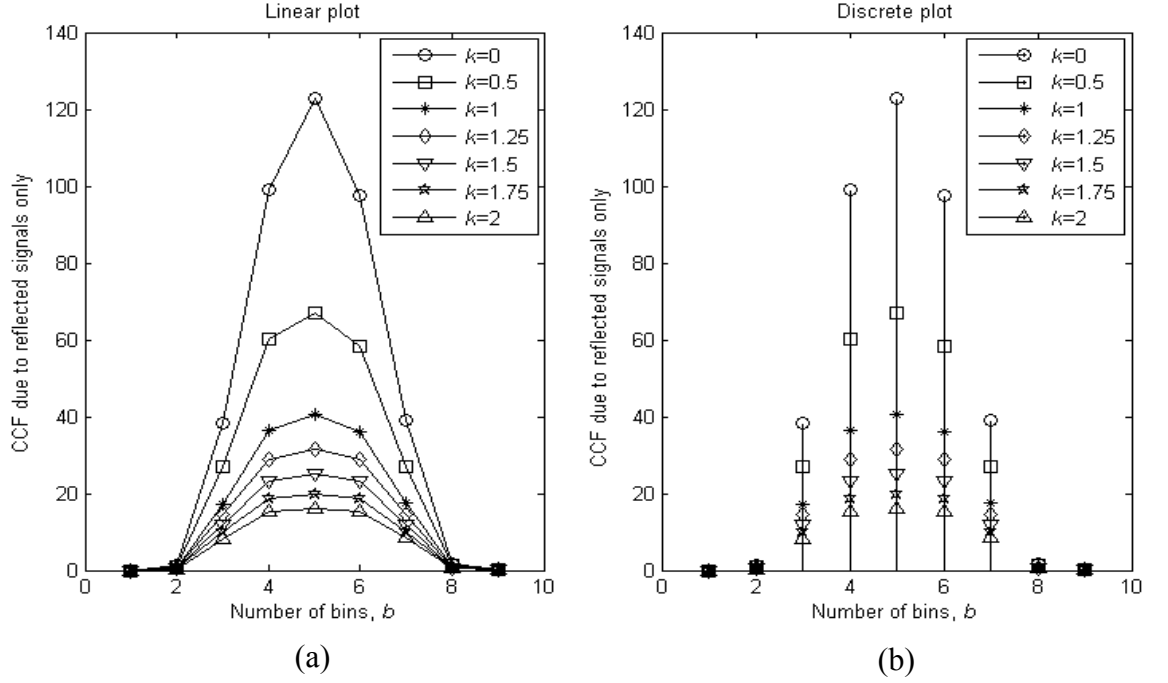 Linear plot
CCF due to reflected signals only
140
120
100
80
60
40
20
0
0 2 4 6 8 10
Number of bins, b
k=0
k=0.5
k=1
k=1.25
k=1.5
k=1.75
k=2
(a)
Discrete plot
CCF due to reflected signals only
140
120
100
80
60
40
20
0
0 2 4 6 8 10
Number of bins, b
k=0
k=0.5
k=1
k=1.25
k=1.5
k=1.75
k=2
(b)